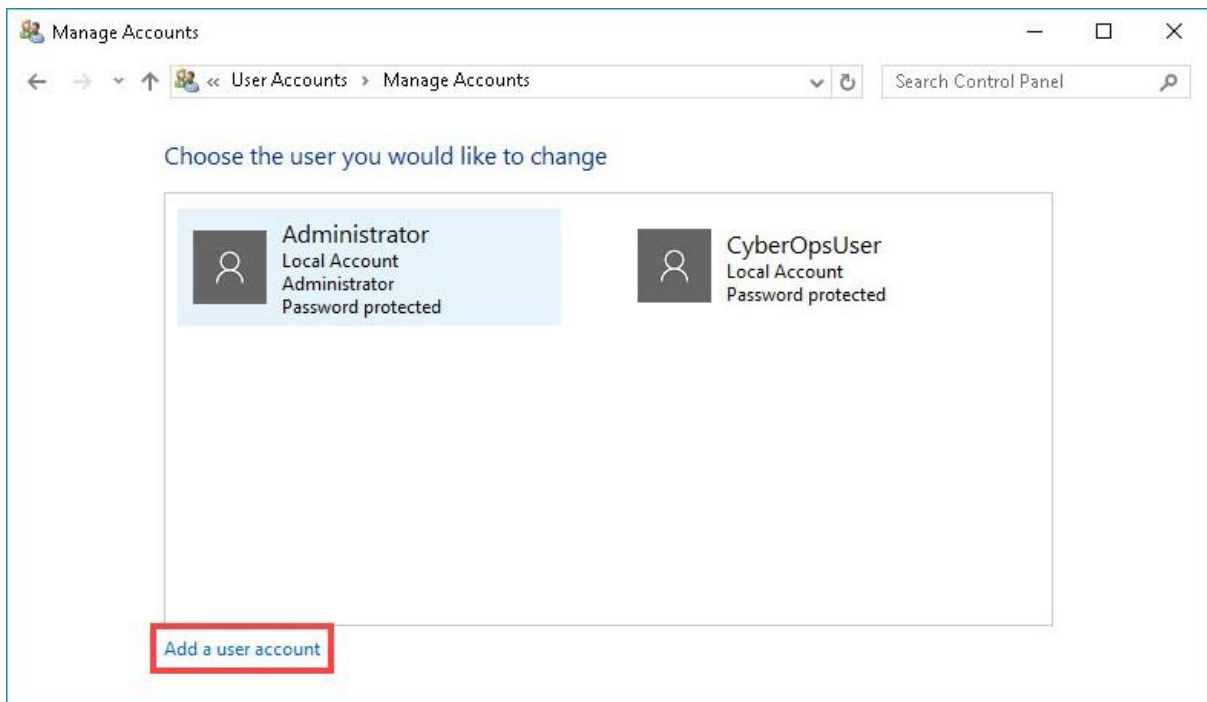 Manage Accounts
« User Accounts › Manage Accounts
Search Control Panel
Choose the user you would like to change
Administrator
Local Account
Administrator
Password protected
CyberOpsUser
Local Account
Password protected
Add a user account